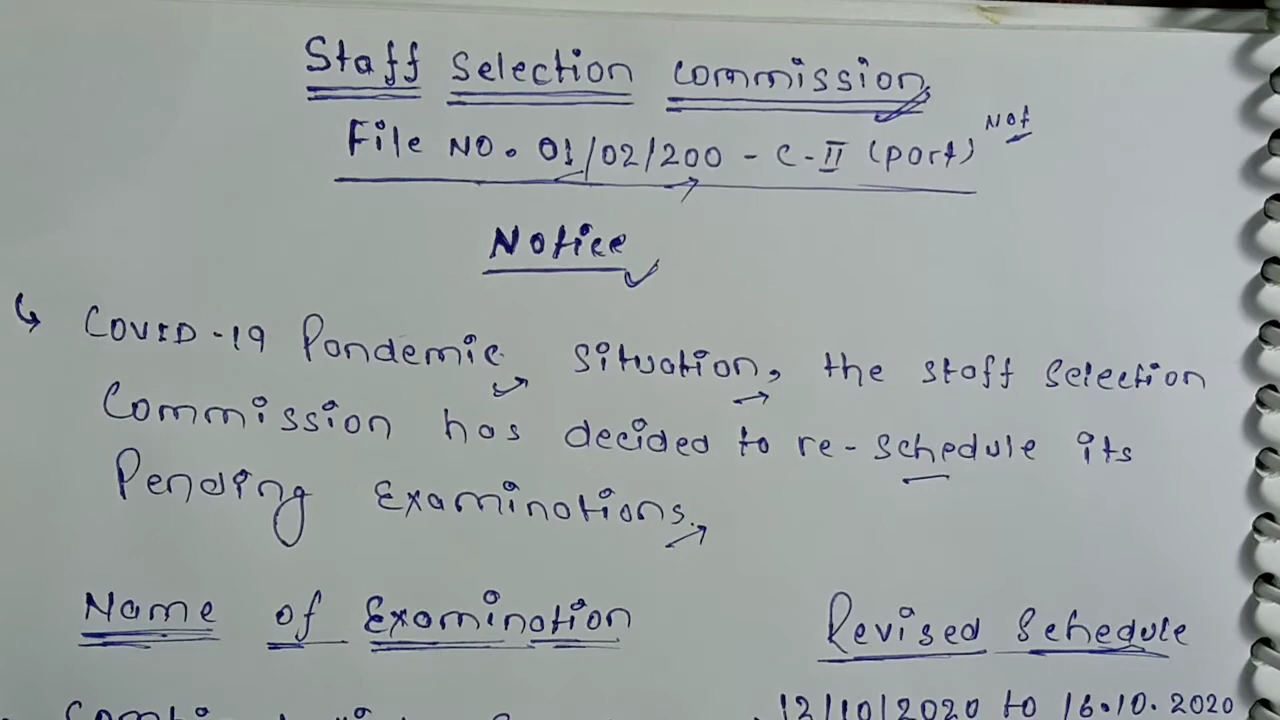 Staff Selection Commission
File No. 01/02/200 - C-II (Part) Not
Notice
COVID-19 Pandemic situation, the staff selection
Commission has decided to re-schedule its
Pending Examinations.
Name of Examination Revised Schedule
12/10/2020 to 16.10.2020